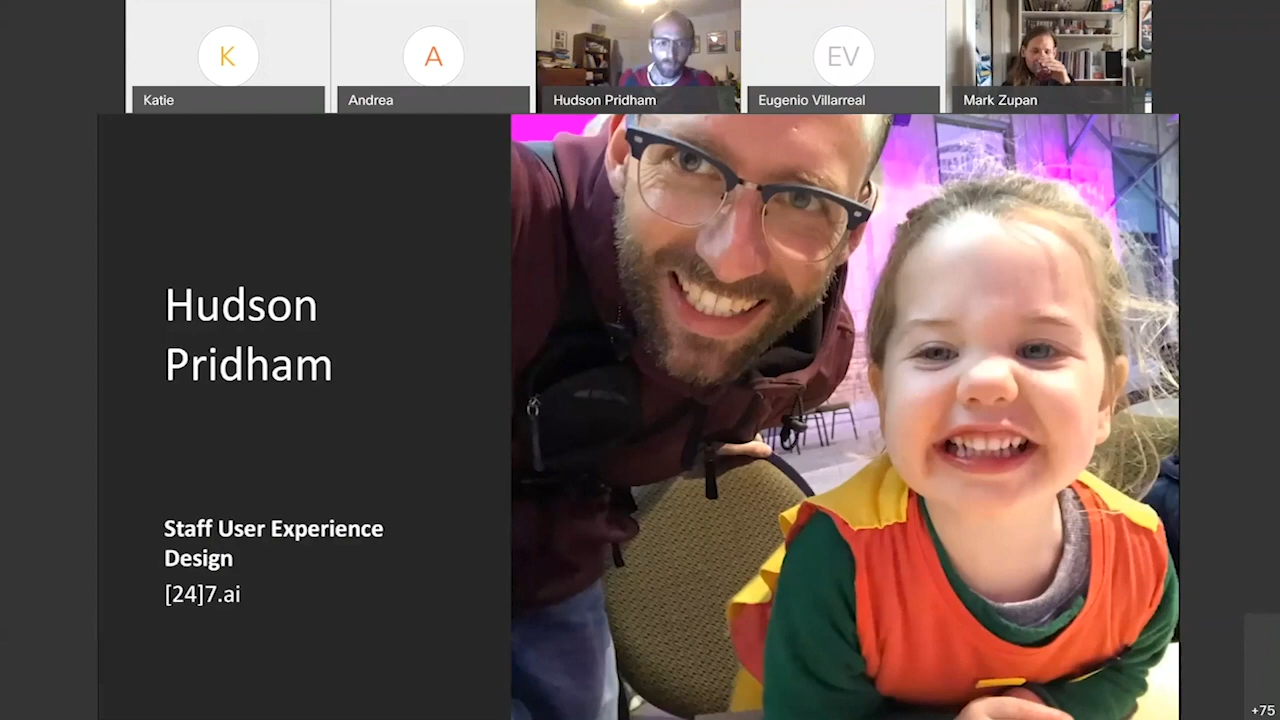 K
A
EV
Katie
Andrea
Hudson Pridham
Eugenio Villarreal
Mark Zupan
Hudson
Pridham
Staff User Experience
Design
[24]7.ai
+75